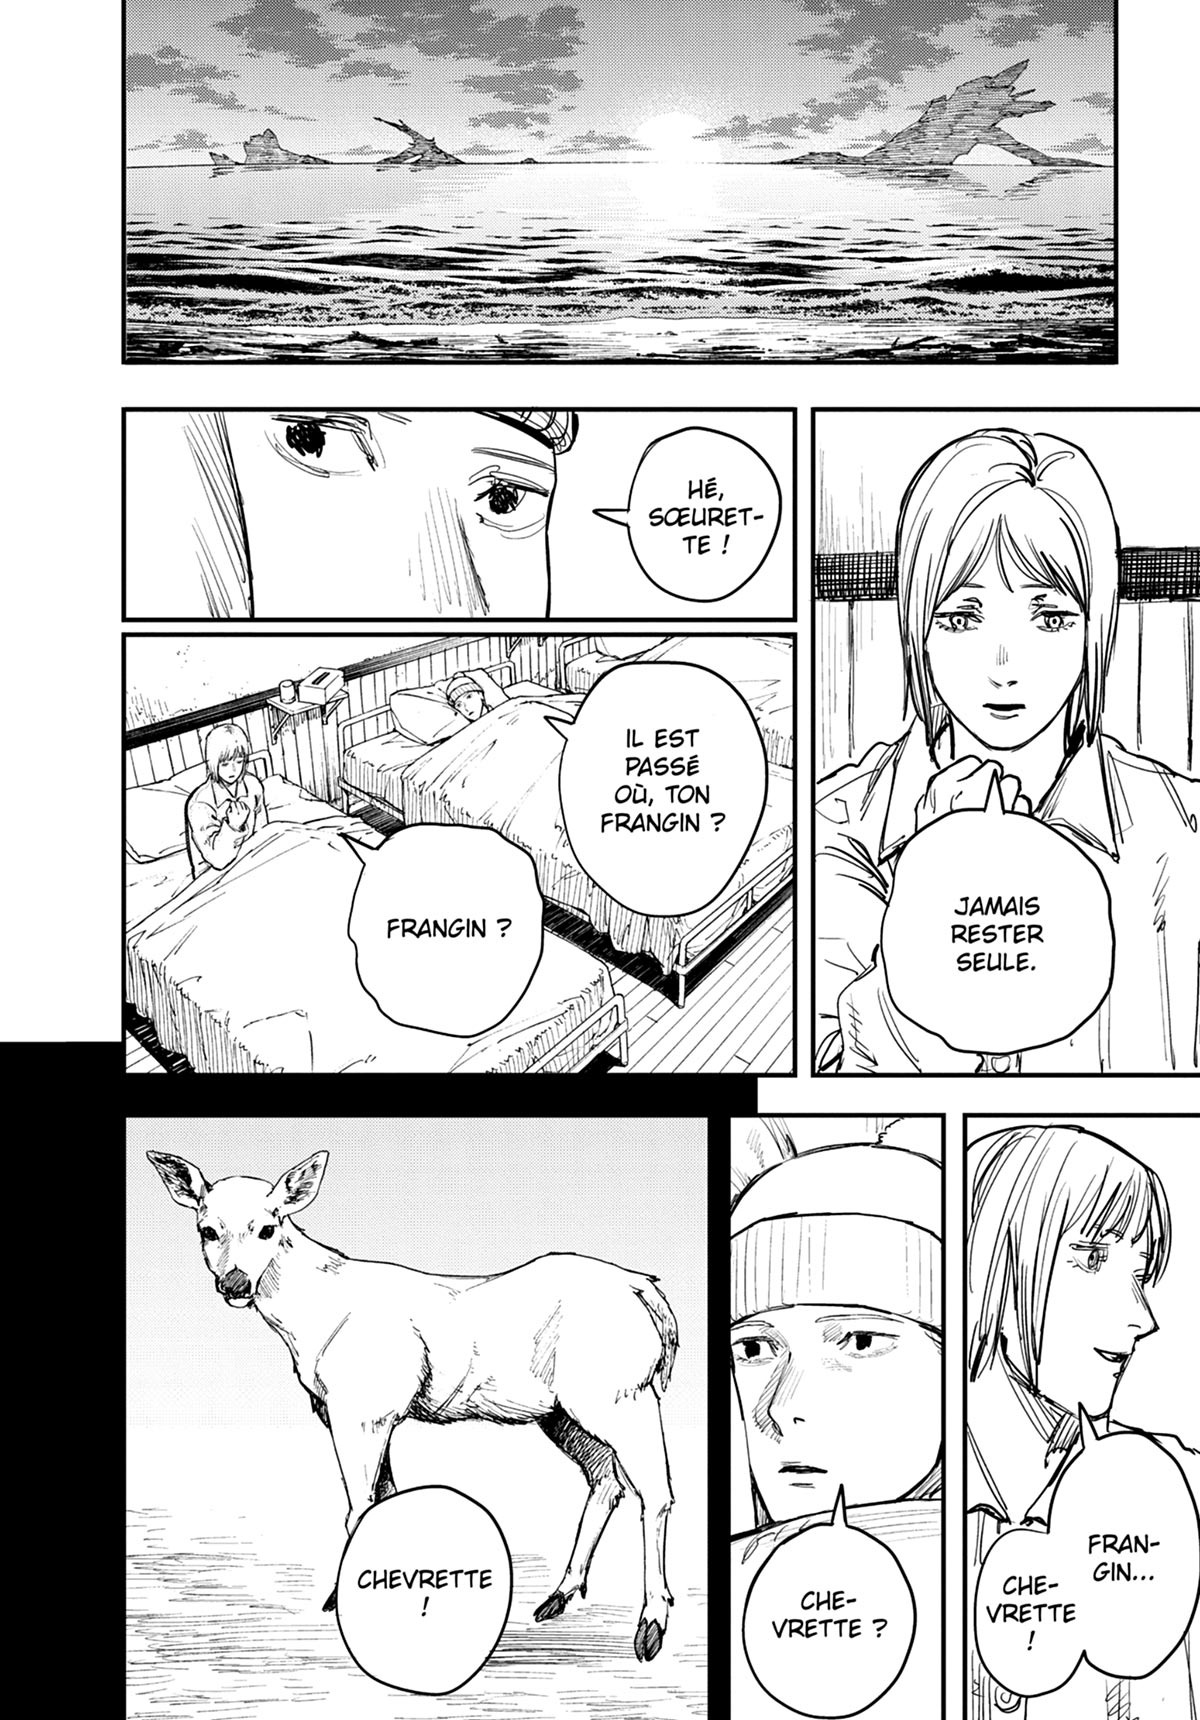 JAMAIS
RESTER
SEULE.
HÉ,
SŒURET-
TE !
IL EST
PASSÉ
OÙ, TON
FRANGIN ?
FRANGIN ?
FRAN-
GIN...
CHE-
VRETTE
!
CHE-
VRETTE ?
CHEVRETTE
!